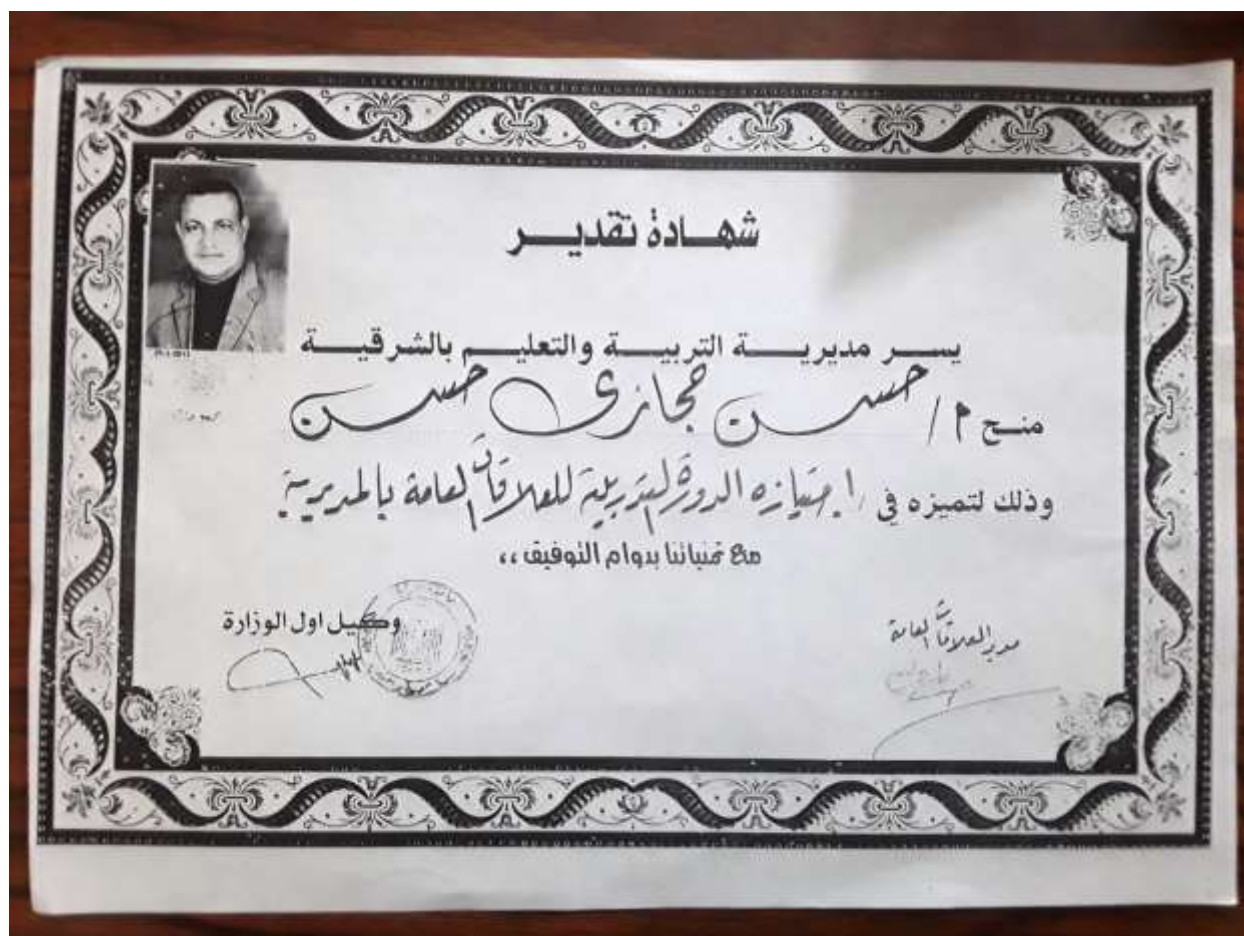 شهادة تقدير
يسر مديرية التربية والتعليم بالشرقية
منح م / حسن حجازى حسن
وذلك لتميزه في اجتيازه الدورة التدريبية للعلاقات العامة بالمديرية
مع تمنياتنا بدوام التوفيق ،،
مدير العلاقات العامة
وكيل اول الوزارة